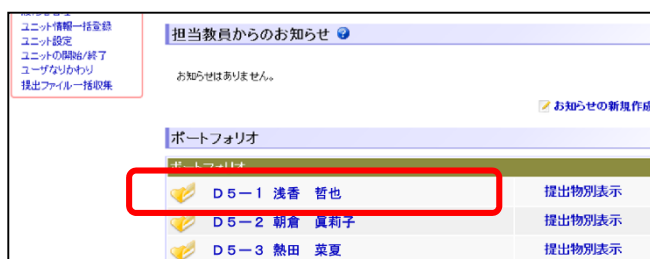 ユニット情報一括登録
ユニット設定
ユニットの開始/終了
ユーザなりかわり
提出ファイル一括収集
担当教員からのお知らせ
お知らせはありません。
お知らせの新規作成
ポートフォリオ
ポートフォリオ
D5-1 浅香 哲也 提出物別表示
D5-2 朝倉 眞莉子 提出物別表示
D5-3 熱田 菜夏 提出物別表示